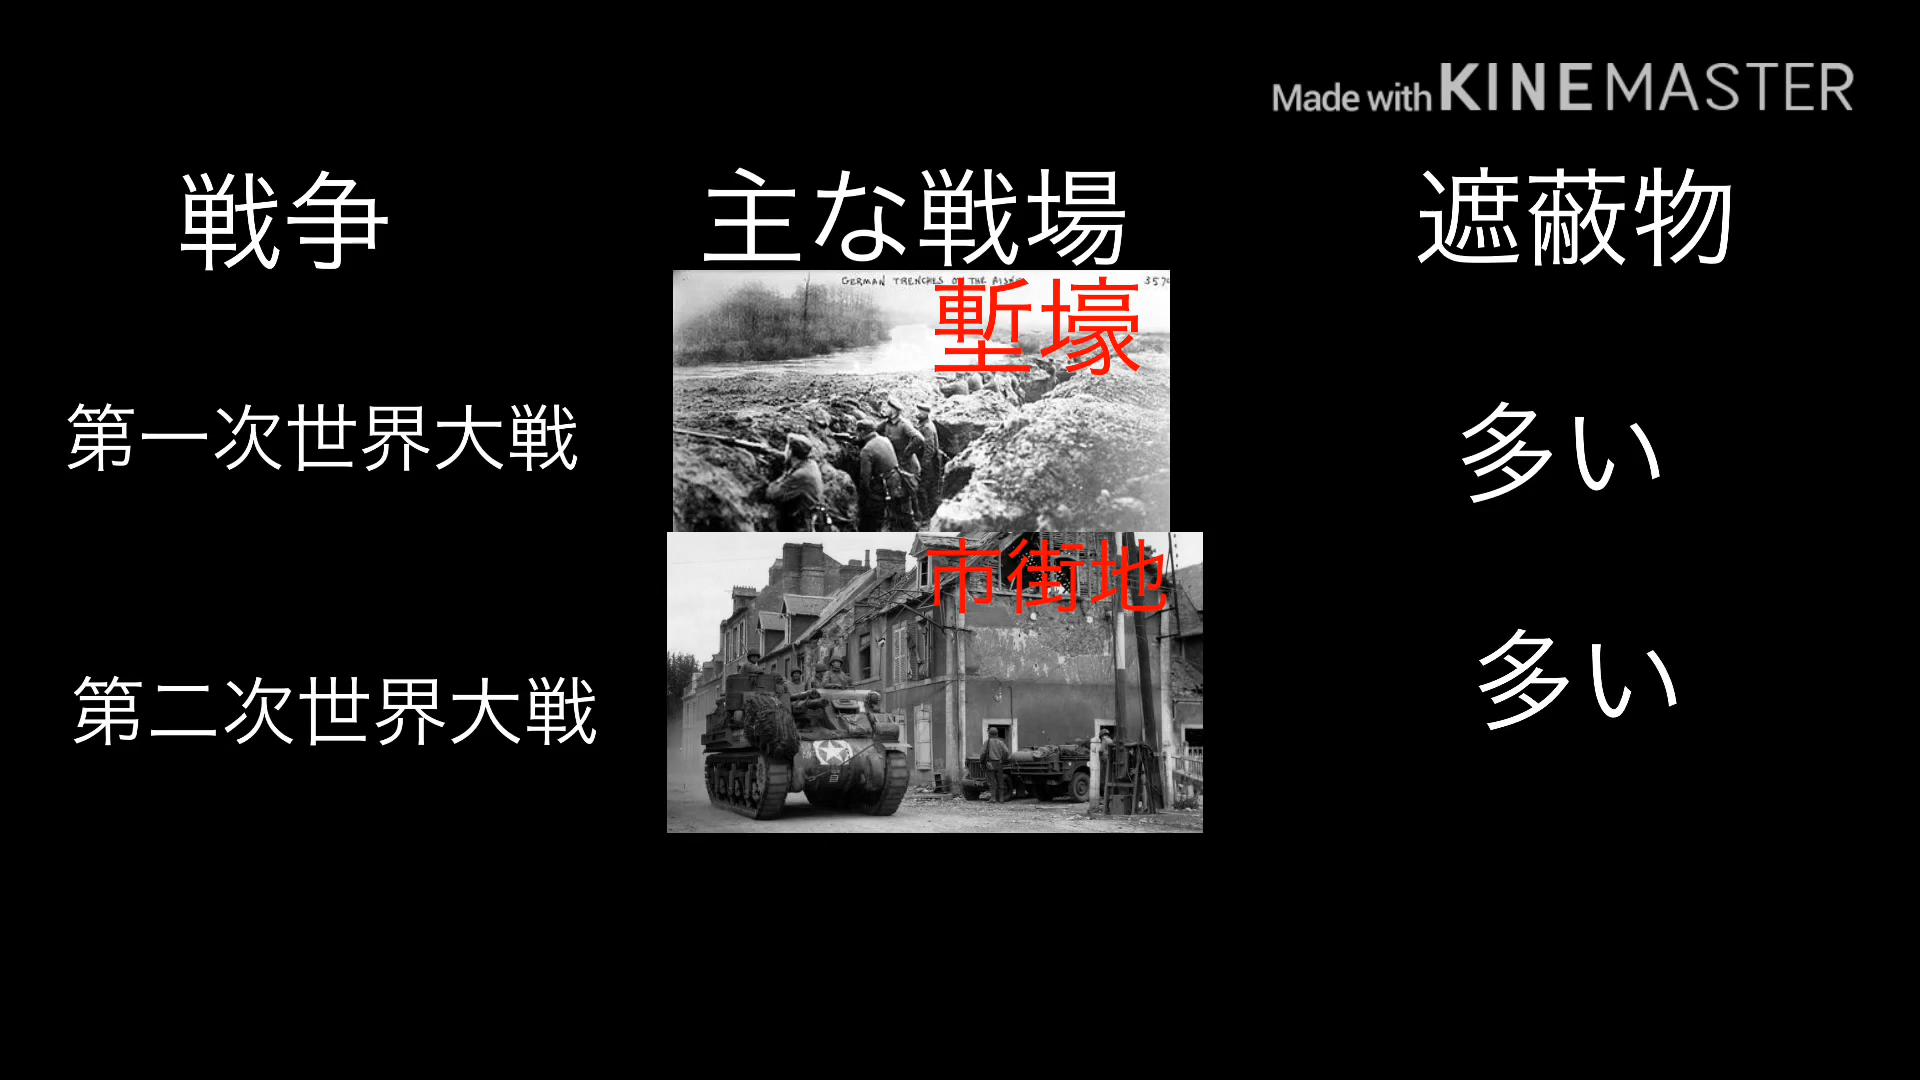 Made with KINEMASTER
戦争 主な戦場 遮蔽物
GERMAN TRENCHES ON THE AISNE 357
塹壕
第一次世界大戦 多い
市街地
第二次世界大戦 多い